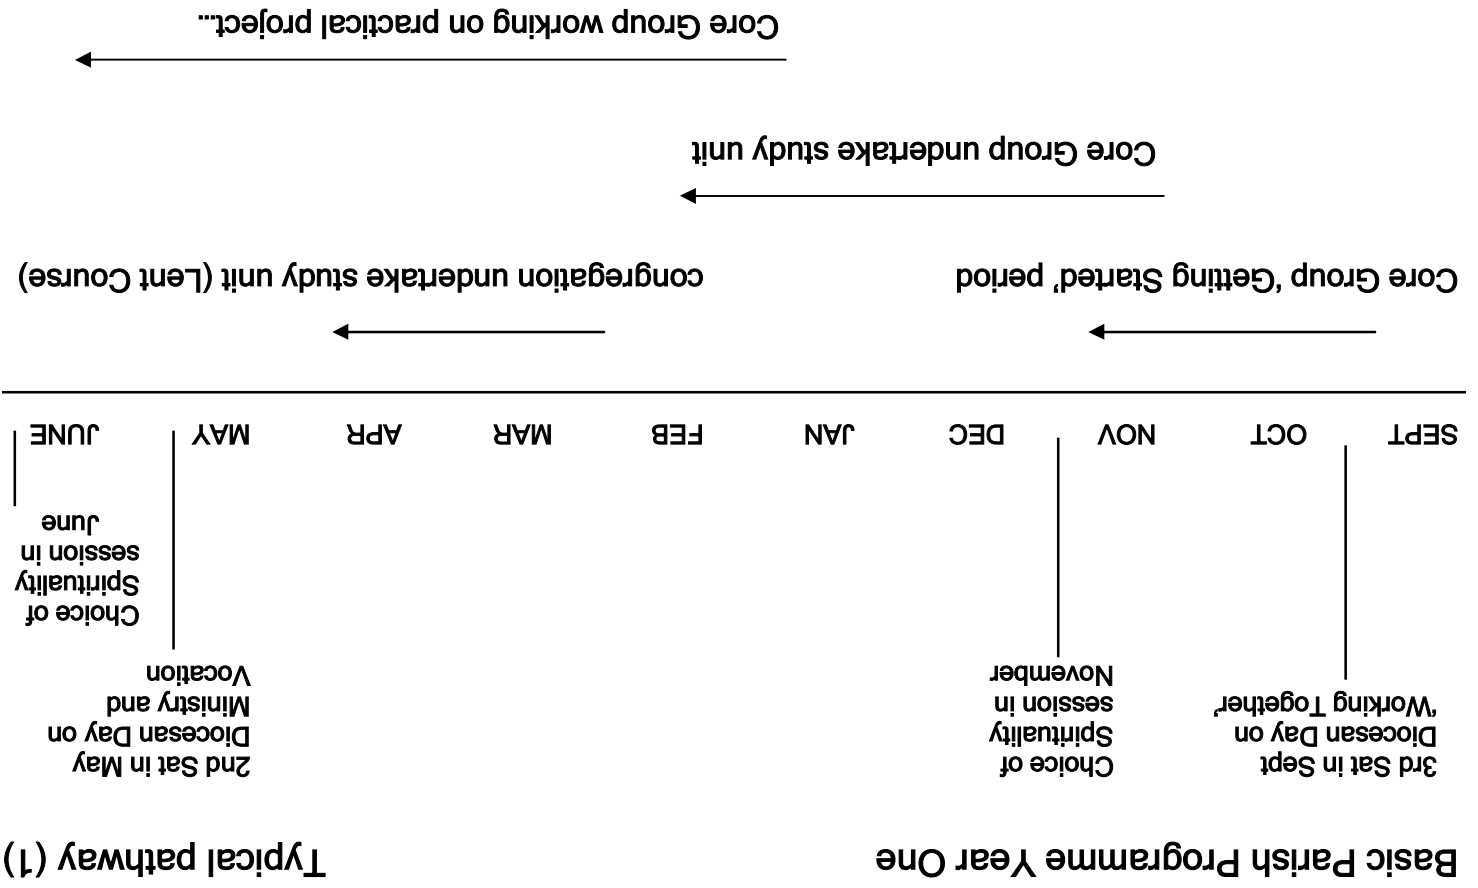 Basic Parish Programme Year One
Typical pathway (1)
3rd Sat in Sept
Diocesan Day on
'Working Together'
Choice of
Spirituality
session in
November
2nd Sat in May
Diocesan Day on
Ministry and
Vocation
Choice of
Spirituality
session in
June
SEPT OCT NOV DEC JAN FEB MAR APR MAY JUNE
Core Group 'Getting Started' period
congregation undertake study unit (Lent Course)
Core Group undertake study unit
Core Group working on practical project...